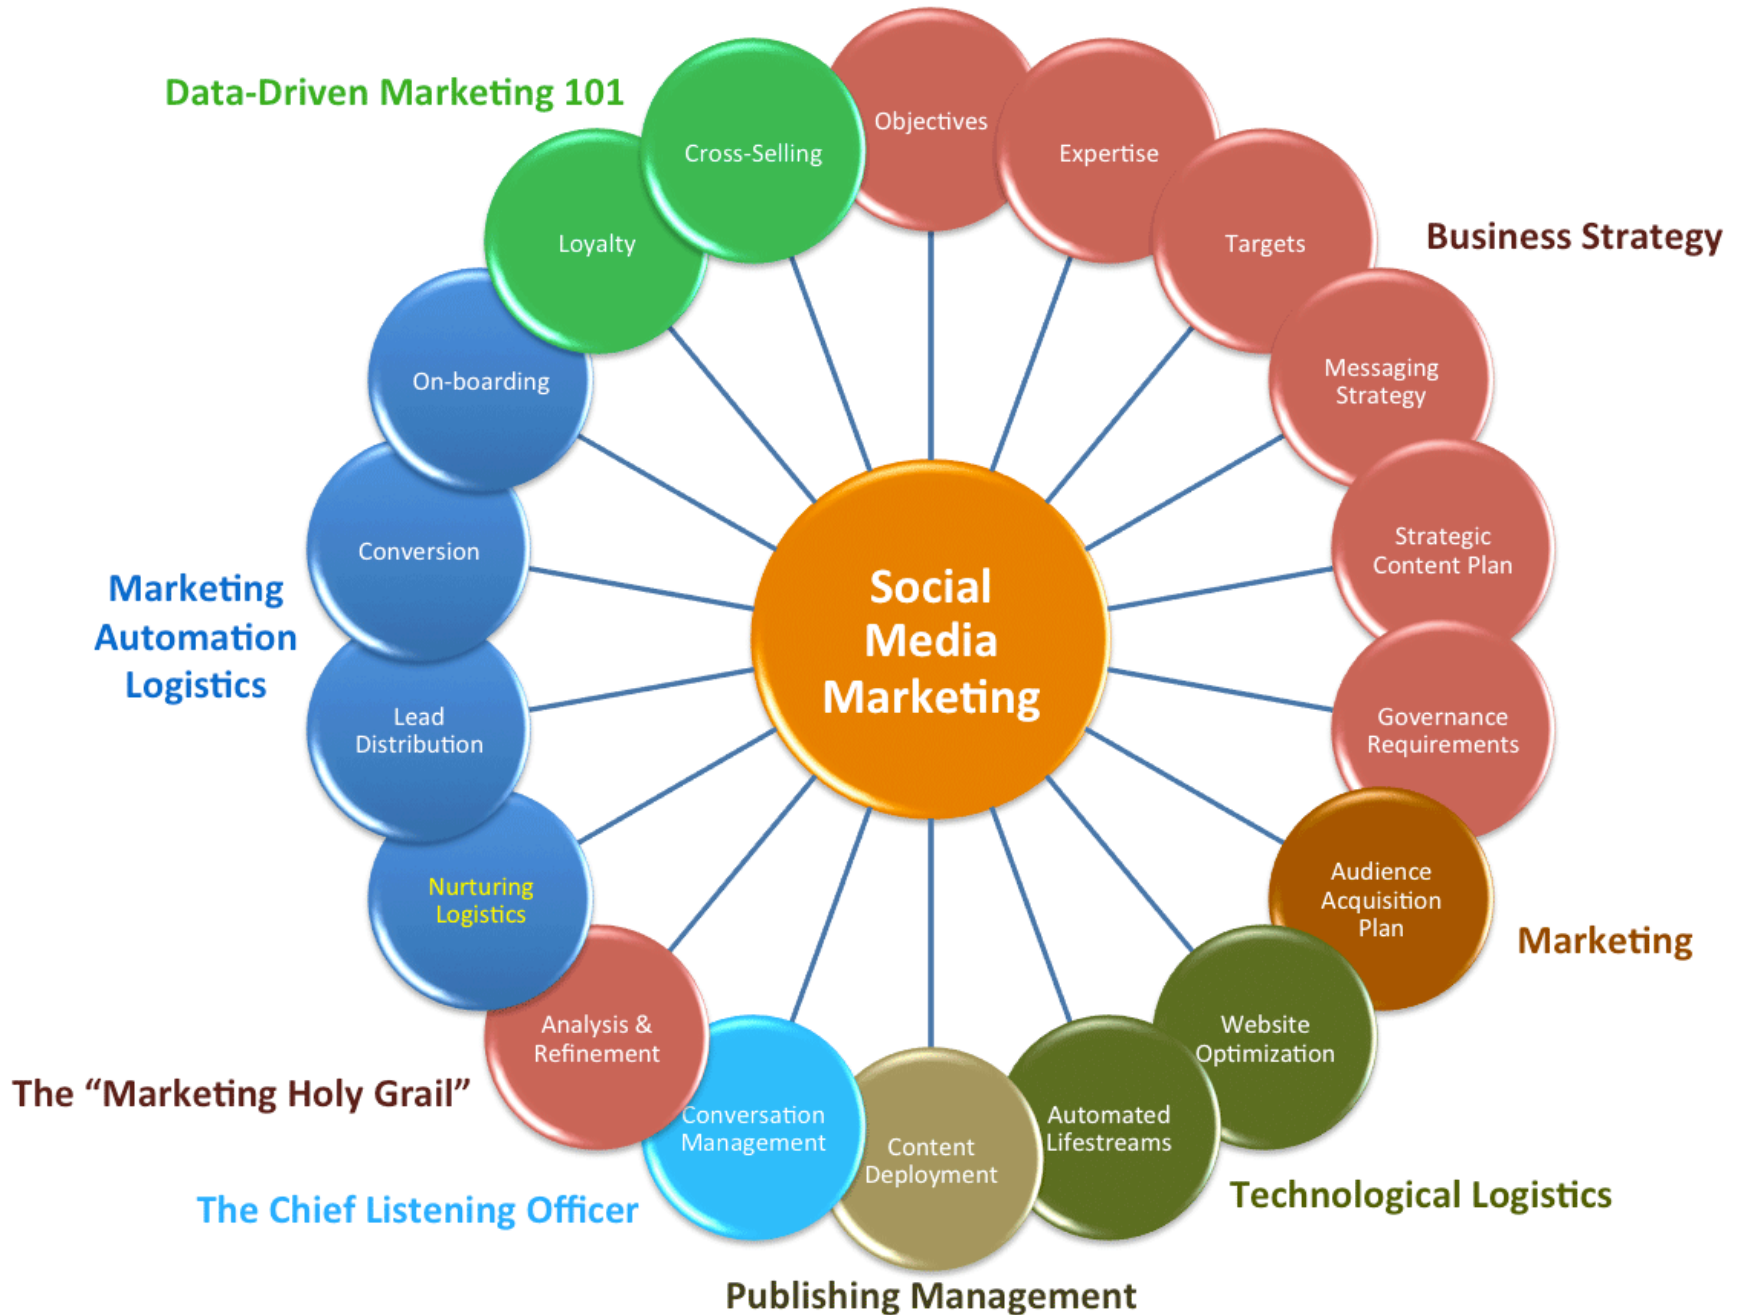 Data-Driven Marketing 101
Cross-Selling
Objectives
Expertise
Loyalty
Targets
Business Strategy
On-boarding
Messaging
Strategy
Conversion
Strategic
Content Plan
Marketing
Automation
Logistics
Social
Media
Marketing
Lead
Distribution
Governance
Requirements
Nurturing
Logistics
Audience
Acquisition
Plan
Marketing
Analysis &
Refinement
Website
Optimization
The “Marketing Holy Grail”
Conversation
Management
Content
Deployment
Automated
Lifestreams
The Chief Listening Officer
Technological Logistics
Publishing Management